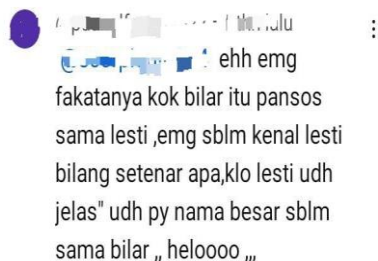 lalu
ehh emg
fakatanya kok bilar itu pansos
sama lesti ,emg sblm kenal lesti
bilang setenar apa,klo lesti udh
jelas" udh py nama besar sblm
sama bilar ,, heloooo ,,,